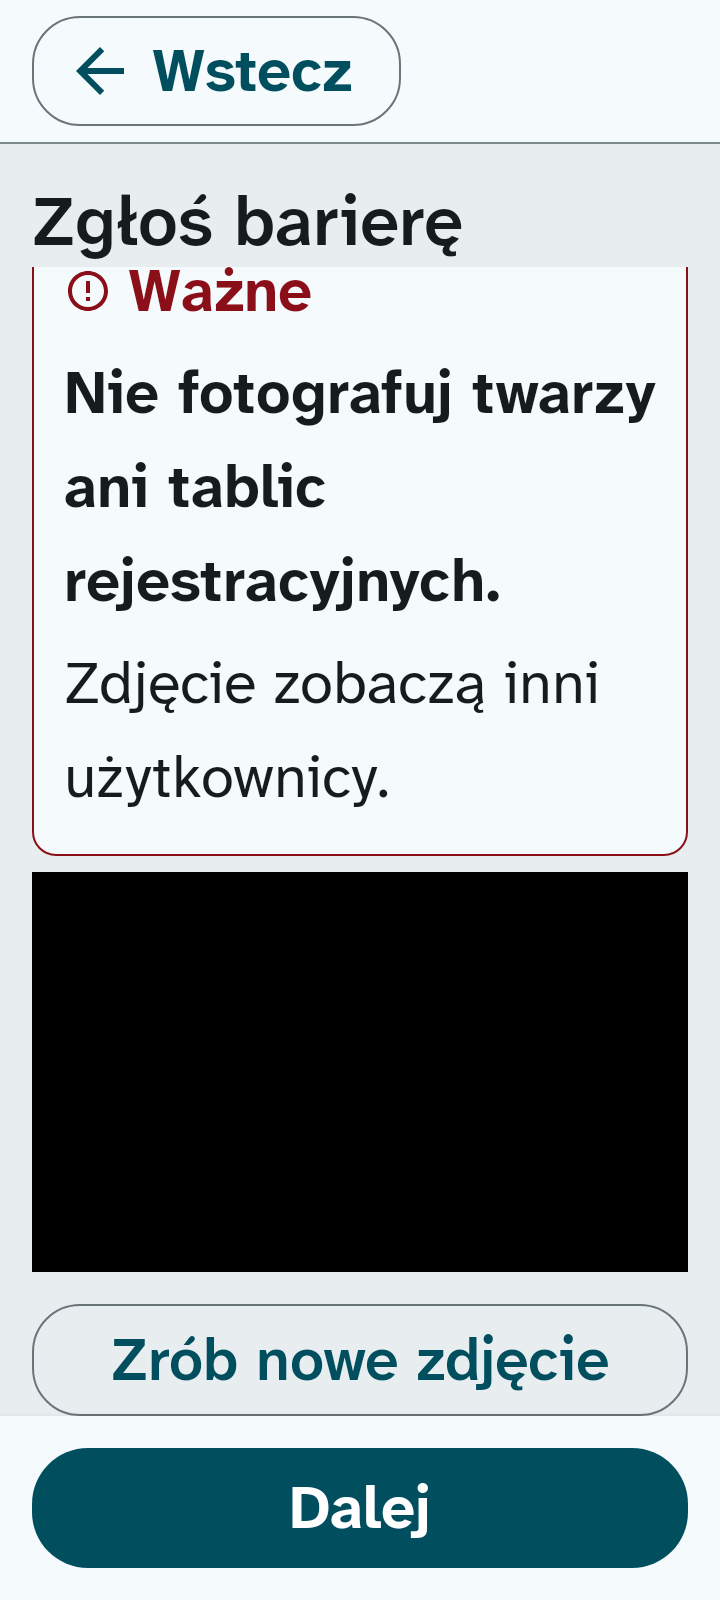 Wstecz
Zgłoś barierę
Ważne
Nie fotografuj twarzy
ani tablic
rejestracyjnych.
Zdjęcie zobaczą inni
użytkownicy.
Zrób nowe zdjęcie
Dalej